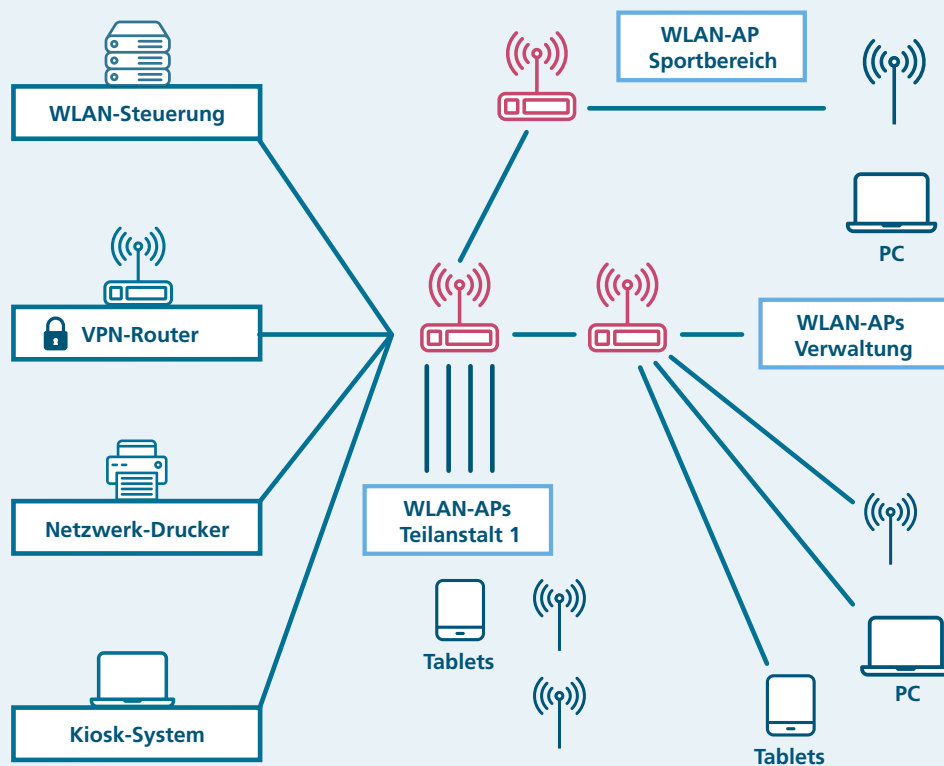 WLAN-AP
Sportbereich
WLAN-Steuerung
PC
VPN-Router
WLAN-APs
Verwaltung
WLAN-APs
Teilanstalt 1
Netzwerk-Drucker
Tablets
PC
Kiosk-System
Tablets